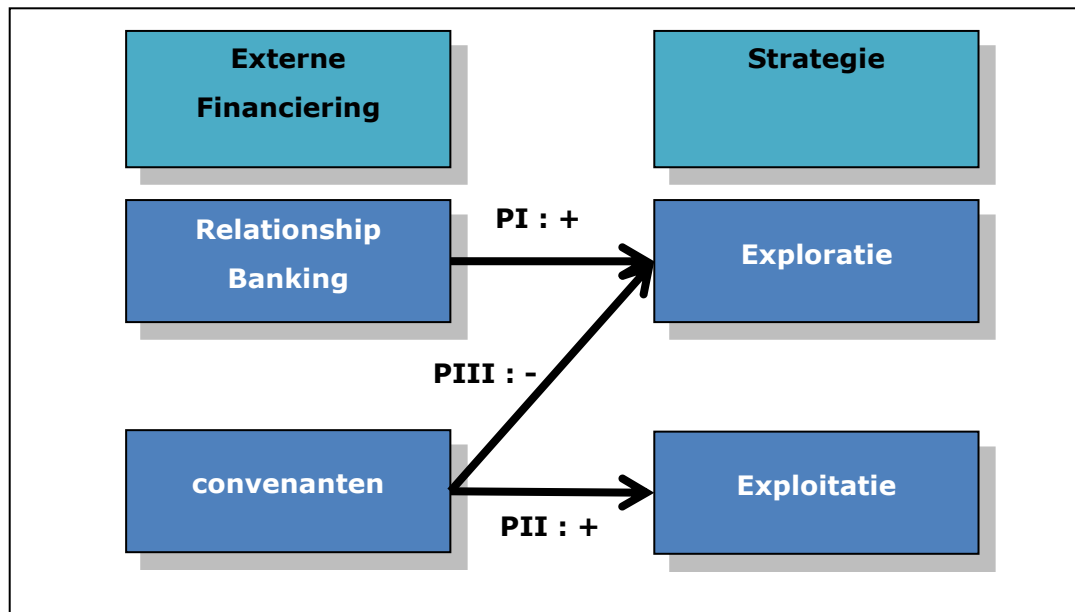 Externe
Financiering
Strategie
Relationship
Banking
PI : +
Exploratie
PIII : -
convenanten
PII : +
Exploitatie